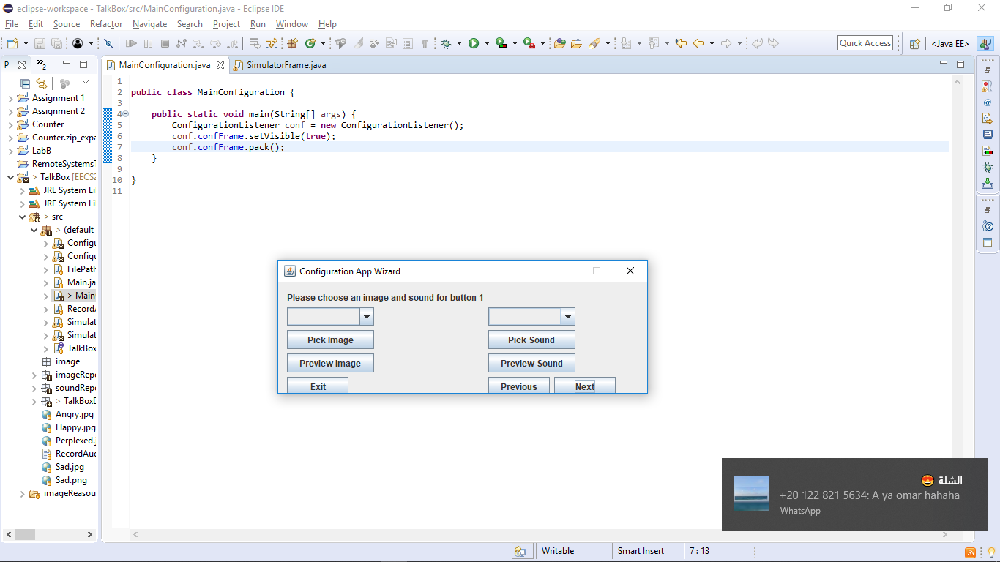 eclipse-workspace - TalkBox/src/MainConfiguration.java - Eclipse IDE
File Edit Source Refactor Navigate Search Project Run Window Help
Quick Access
<Java EE>
P
»2
MainConfiguration.java
SimulatorFrame.java
Assignment 1
Assignment 2
Counter
Counter.zip_expa
LabB
RemoteSystemsT
> TalkBox [EECS2
JRE System Li
JRE System Li
> src
> (default
Configu
Configu
FilePath
Main.ja
> Main
RecordA
Simulat
Simulat
TalkBox
image
imageRepo
soundRepo
> TalkBoxD
Angry.jpg
Happy.jpg
Perplexed.
RecordAuc
Sad.jpg
Sad.png
imageReasou
1
2 public class MainConfiguration {
3
4 public static void main(String[] args) {
5 ConfigurationListener conf = new ConfigurationListener();
6 conf.confFrame.setVisible(true);
7 conf.confFrame.pack();
8 }
9
10 }
11
Configuration App Wizard
Please choose an image and sound for button 1
Pick Image Pick Sound
Preview Image Preview Sound
Exit Previous Next
الشلة 😍
+20 122 821 5634: A ya omar hahaha
WhatsApp
Writable Smart Insert 7 : 13